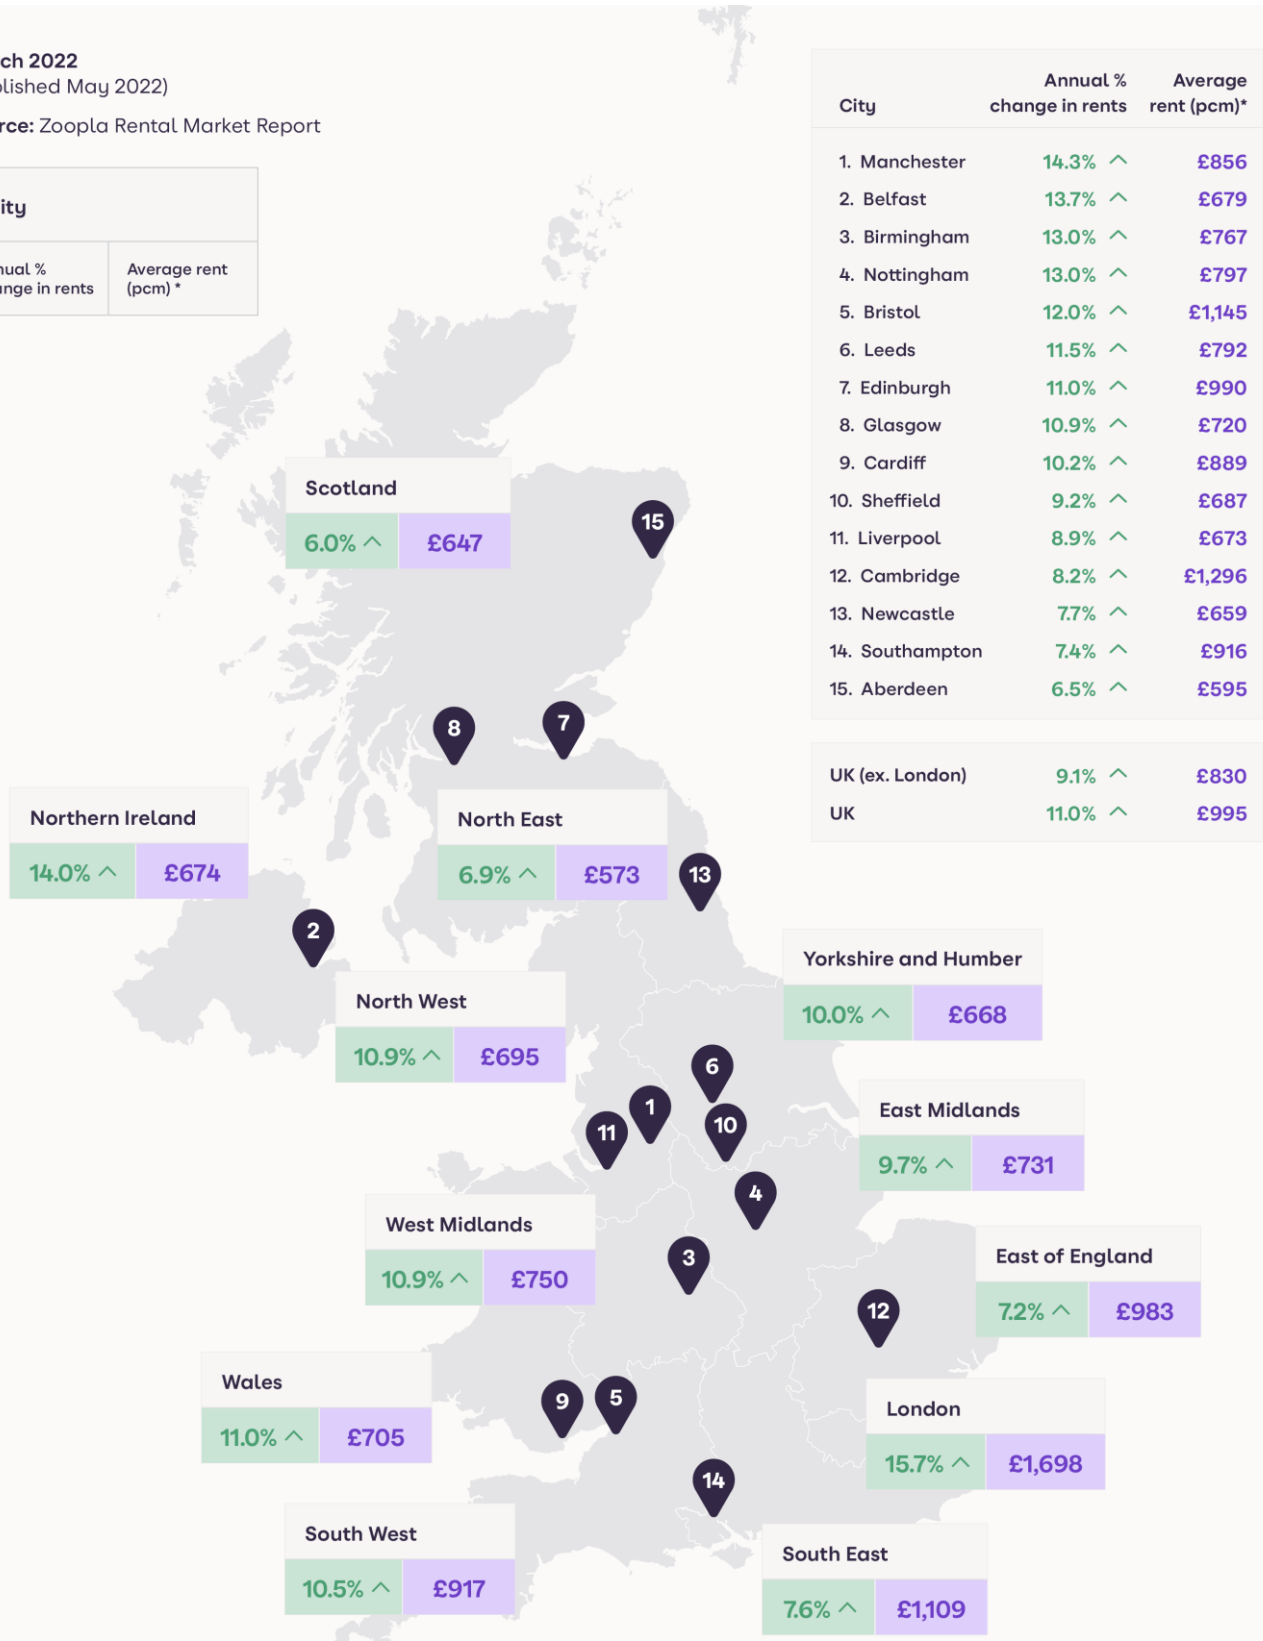 ch 2022
lished May 2022)
rce: Zoopla Rental Market Report
ity
nual %
nge in rents
Average rent
(pcm) *
City
Annual %
change in rents
Average
rent (pcm)*
1. Manchester 14.3% £856
2. Belfast 13.7% £679
3. Birmingham 13.0% £767
4. Nottingham 13.0% £797
5. Bristol 12.0% £1,145
6. Leeds 11.5% £792
7. Edinburgh 11.0% £990
8. Glasgow 10.9% £720
9. Cardiff 10.2% £889
10. Sheffield 9.2% £687
11. Liverpool 8.9% £673
12. Cambridge 8.2% £1,296
13. Newcastle 7.7% £659
14. Southampton 7.4% £916
15. Aberdeen 6.5% £595
UK (ex. London) 9.1% £830
UK 11.0% £995
Scotland
6.0% £647
15
8
7
Northern Ireland
14.0% £674
North East
6.9% £573
13
2
Yorkshire and Humber
10.0% £668
North West
10.9% £695
6
1
11
10
East Midlands
9.7% £731
4
West Midlands
10.9% £750
3
East of England
7.2% £983
12
Wales
11.0% £705
9
5
London
15.7% £1,698
14
South West
10.5% £917
South East
7.6% £1,109